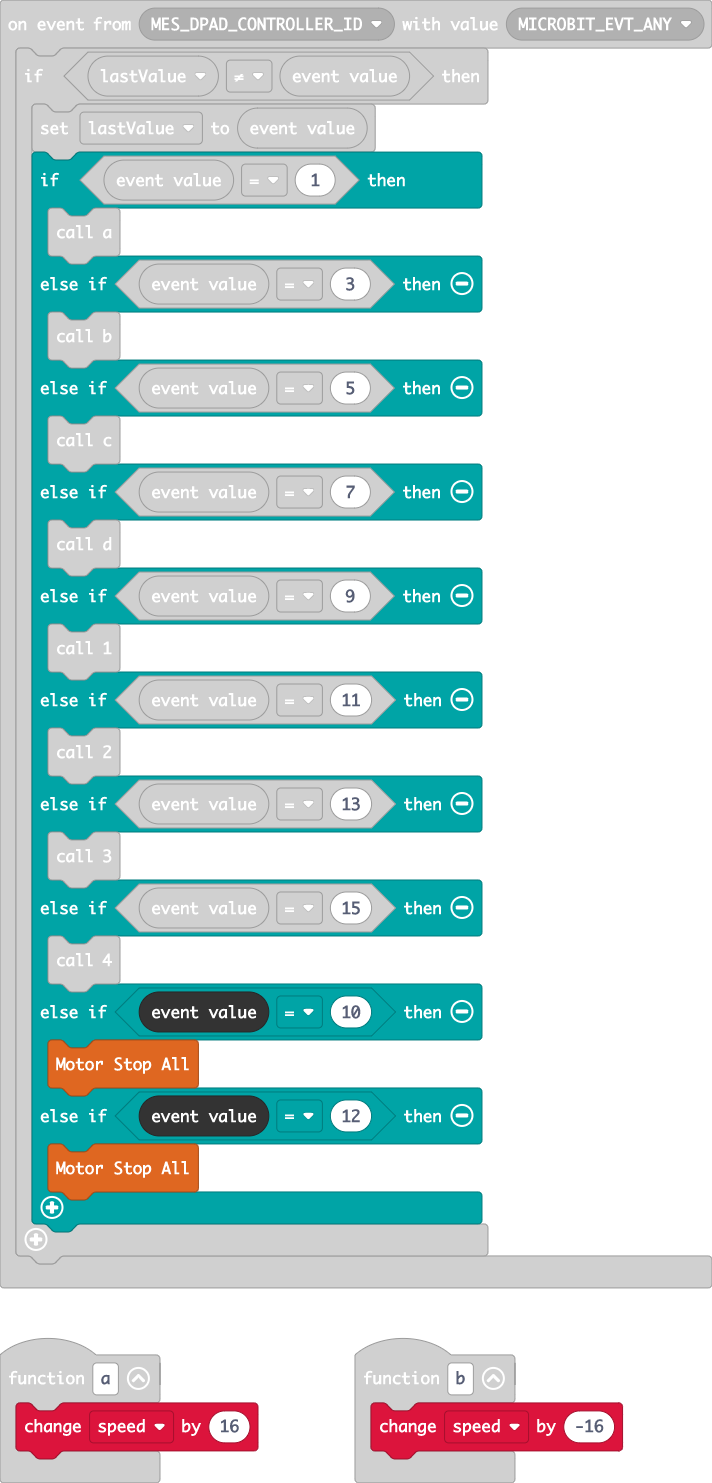 on event from MES_DPAD_CONTROLLER_ID with value MICROBIT_EVT_ANY
if lastValue ≠ event value then
set lastValue to event value
if event value = 1 then
call a
else if event value = 3 then
call b
else if event value = 5 then
call c
else if event value = 7 then
call d
else if event value = 9 then
call 1
else if event value = 11 then
call 2
else if event value = 13 then
call 3
else if event value = 15 then
call 4
else if event value = 10 then
Motor Stop All
else if event value = 12 then
Motor Stop All
function a
change speed by 16
function b
change speed by -16